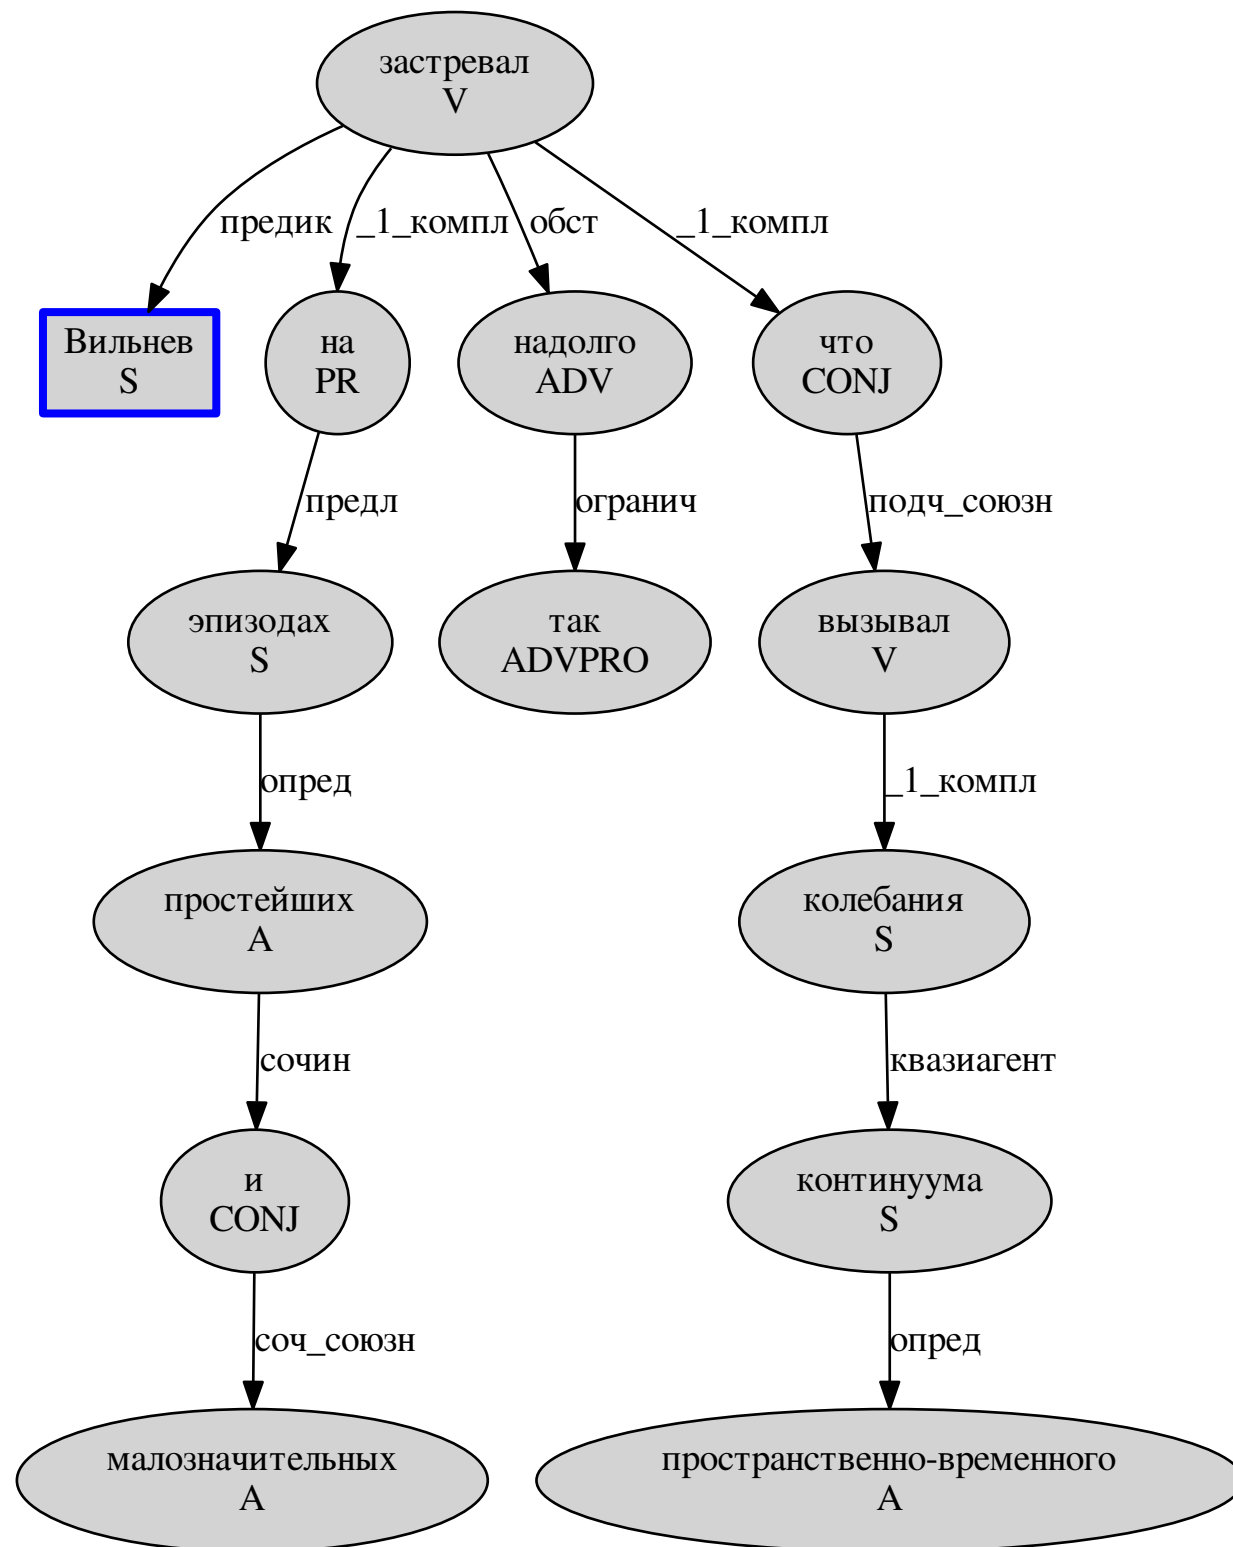 застревал
V
предик
_1_компл
обст
_1_компл
Вильнев
S
на
PR
надолго
ADV
что
CONJ
предл
огранич
подч_союзн
эпизодах
S
так
ADVPRO
вызывал
V
опред
_1_компл
простейших
A
колебания
S
сочин
квазиагент
и
CONJ
континуума
S
соч_союзн
опред
малозначительных
A
пространственно-временного
A